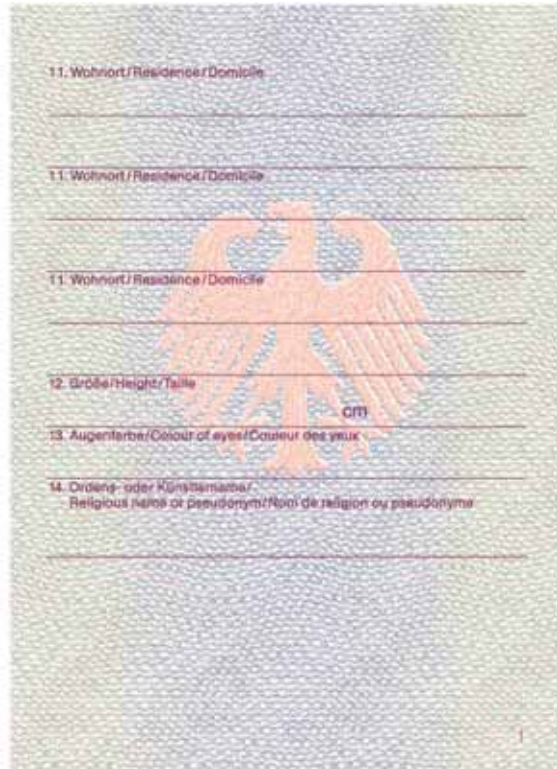 11. Wohnort/Residence/Domicile
11. Wohnort/Residence/Domicile
11. Wohnort/Residence/Domicile
12. Größe/Height/Taille
cm
13. Augenfarbe/Colour of eyes/Couleur des yeux
14. Ordens- oder Künstlername/
Religious name or pseudonym/Nom de religion ou pseudonyme
1